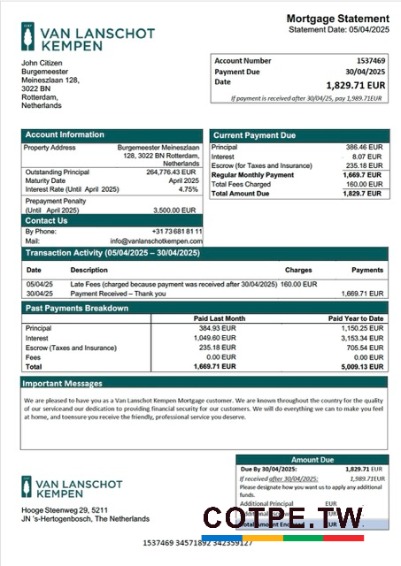 VAN LANSCHOT
KEMPEN
Mortgage Statement
Statement Date: 05/04/2025
John Citizen
Burgemeester
Meineszlaan 128,
3022 BN
Rotterdam,
Netherlands
Account Number 1537469
Payment Due 30/04/2025
Date 1,829.71 EUR
If payment is received after 30/04/25, pay 1,989.71EUR
Account Information
Property Address Burgemeester Meineszlaan
128, 3022 BN Rotterdam,
Netherlands
Outstanding Principal 264,776.43 EUR
Maturity Date April 2025
Interest Rate (Until April 2025) 4.75%
Prepayment Penalty
(Until April 2025) 3,500.00 EUR
Contact Us
By Phone: +31 73 681 81 11
Mail: info@vanlanschotkempen.com
Current Payment Due
Principal 386.46 EUR
Interest 8.07 EUR
Escrow (for Taxes and Insurance) 235.18 EUR
Regular Monthly Payment 1,669.7 EUR
Total Fees Charged 160.00 EUR
Total Amount Due 1,829.7 EUR
Transaction Activity (05/04/2025 – 30/04/2025)
Date Description Charges Payments
05/04/25 Late Fees (charged because payment was received after 30/04/2025) 160.00 EUR
30/04/25 Payment Received – Thank you 1,669.71 EUR
Past Payments Breakdown
Paid Last Month Paid Year to Date
Principal 384.93 EUR 1,150.25 EUR
Interest 1,049.60 EUR 3,153.34 EUR
Escrow (Taxes and Insurance) 235.18 EUR 705.54 EUR
Fees 0.00 EUR 0.00 EUR
Total 1,669.71 EUR 5,009.13 EUR
Important Messages
We are pleased to have you as a Van Lanschot Kempen Mortgage customer. We are known throughout the country for the quality
of our serviceand our dedication to providing financial security for our customers. We will do everything we can to make you feel
at home, and toensure you receive the friendly, professional service you deserve.
VAN LANSCHOT
KEMPEN
Hooge Steenweg 29, 5211
JN 's-Hertogenbosch, The Netherlands
Amount Due
Due By 30/04/2025: 1,829.71 EUR
If received after 30/04/2025: 1,989.71EUR
Please designate how you want us to apply any additional
funds.
Additional Principal EUR
COTPE.TW
1537469 34571892 342359127